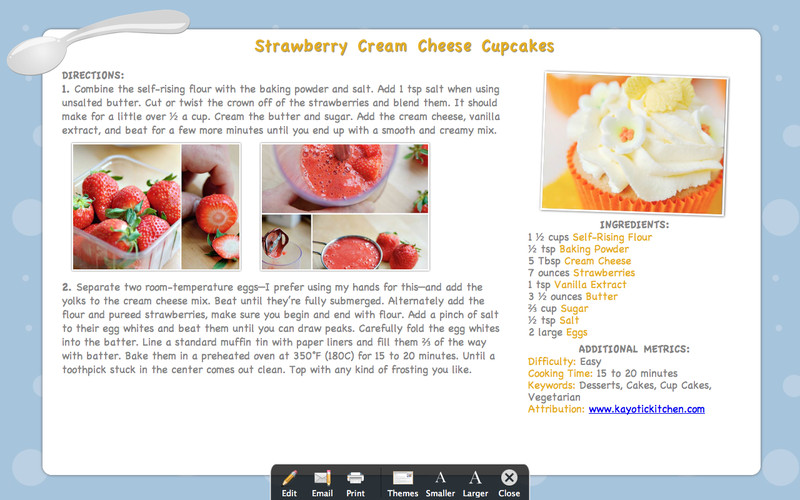 Strawberry Cream Cheese Cupcakes
DIRECTIONS:
1. Combine the self-rising flour with the baking powder and salt. Add 1 tsp salt when using
unsalted butter. Cut or twist the crown off of the strawberries and blend them. It should
make for a little over ½ a cup. Cream the butter and sugar. Add the cream cheese, vanilla
extract, and beat for a few more minutes until you end up with a smooth and creamy mix.
2. Separate two room-temperature eggs—I prefer using my hands for this—and add the
yolks to the cream cheese mix. Beat until they're fully submerged. Alternately add the
flour and pureed strawberries, make sure you begin and end with flour. Add a pinch of salt
to their egg whites and beat them until you can draw peaks. Carefully fold the egg whites
into the batter. Line a standard muffin tin with paper liners and fill them ⅔ of the way
with batter. Bake them in a preheated oven at 350°F (180C) for 15 to 20 minutes. Until a
toothpick stuck in the center comes out clean. Top with any kind of frosting you like.
INGREDIENTS:
1 ½ cups Self-Rising Flour
½ tsp Baking Powder
5 Tbsp Cream Cheese
7 ounces Strawberries
1 tsp Vanilla Extract
3 ½ ounces Butter
⅔ cup Sugar
½ tsp Salt
2 large Eggs
ADDITIONAL METRICS:
Difficulty: Easy
Cooking Time: 15 to 20 minutes
Keywords: Desserts, Cakes, Cup Cakes,
Vegetarian
Attribution: www.kayotickitchen.com
Edit Email Print Themes Smaller Larger Close